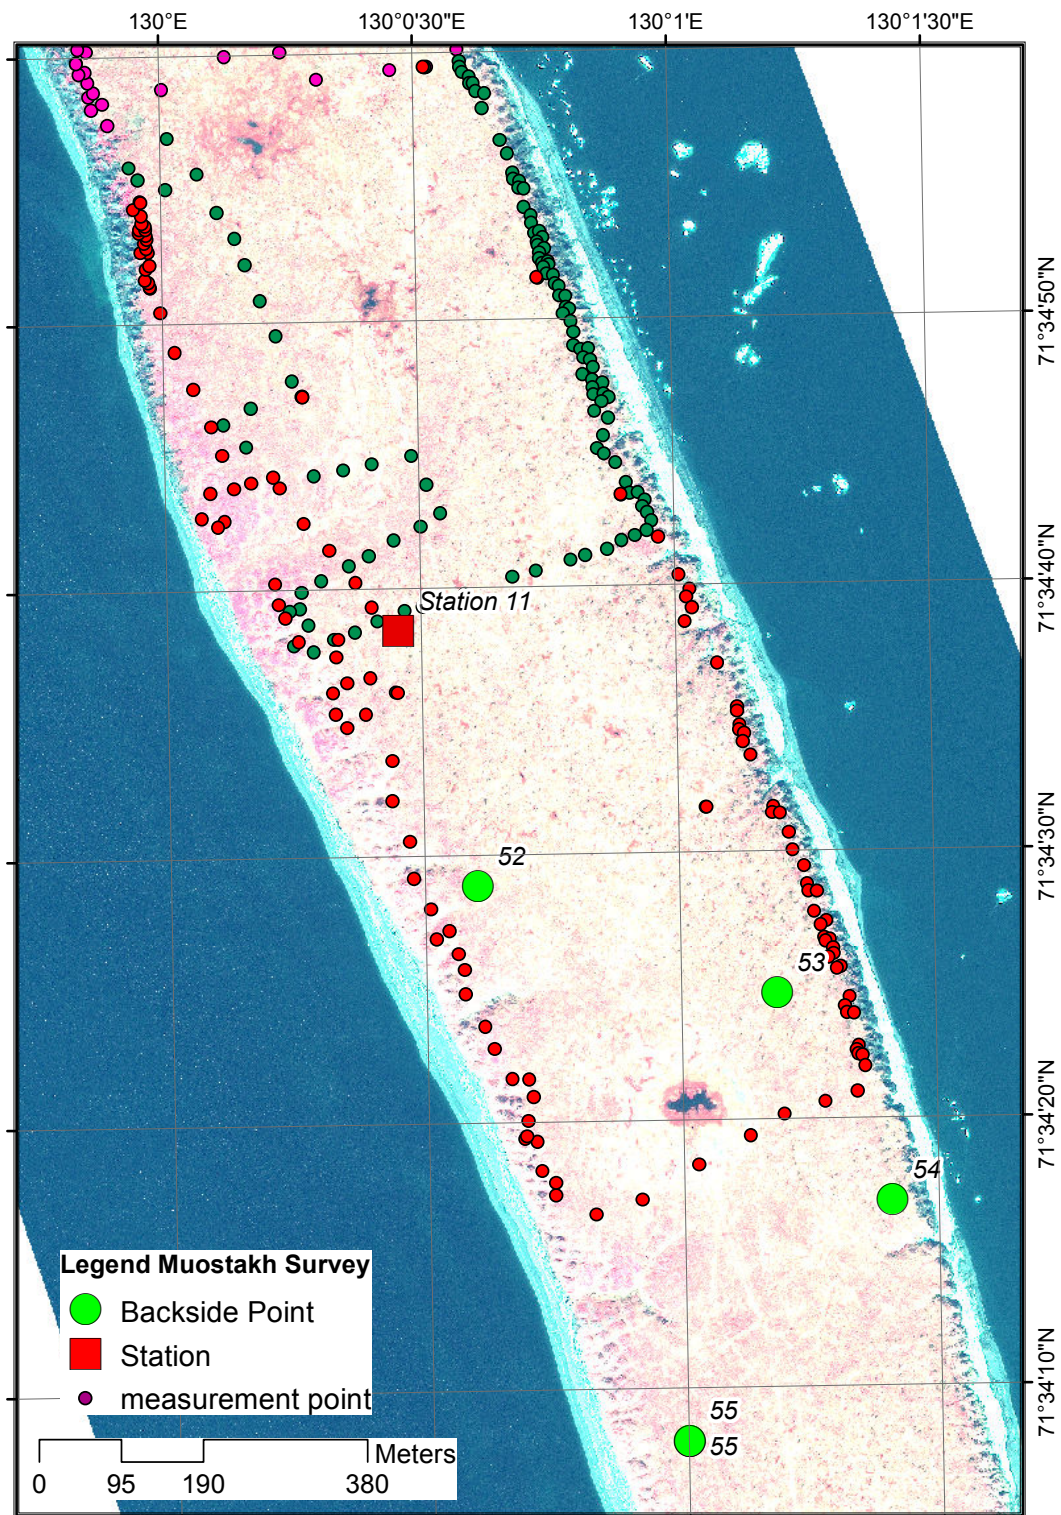 130°0" 130°0'30"E 130°1'E 130°1'30"E
71°34'50"N
71°34'40"N
Station 11
71°34'30"N
52
53
71°34'20"N
54
Legend Muostakh Survey
Backside Point
Station
measurement point
71°34'10"N
55
55
Meters
0 95 190 380